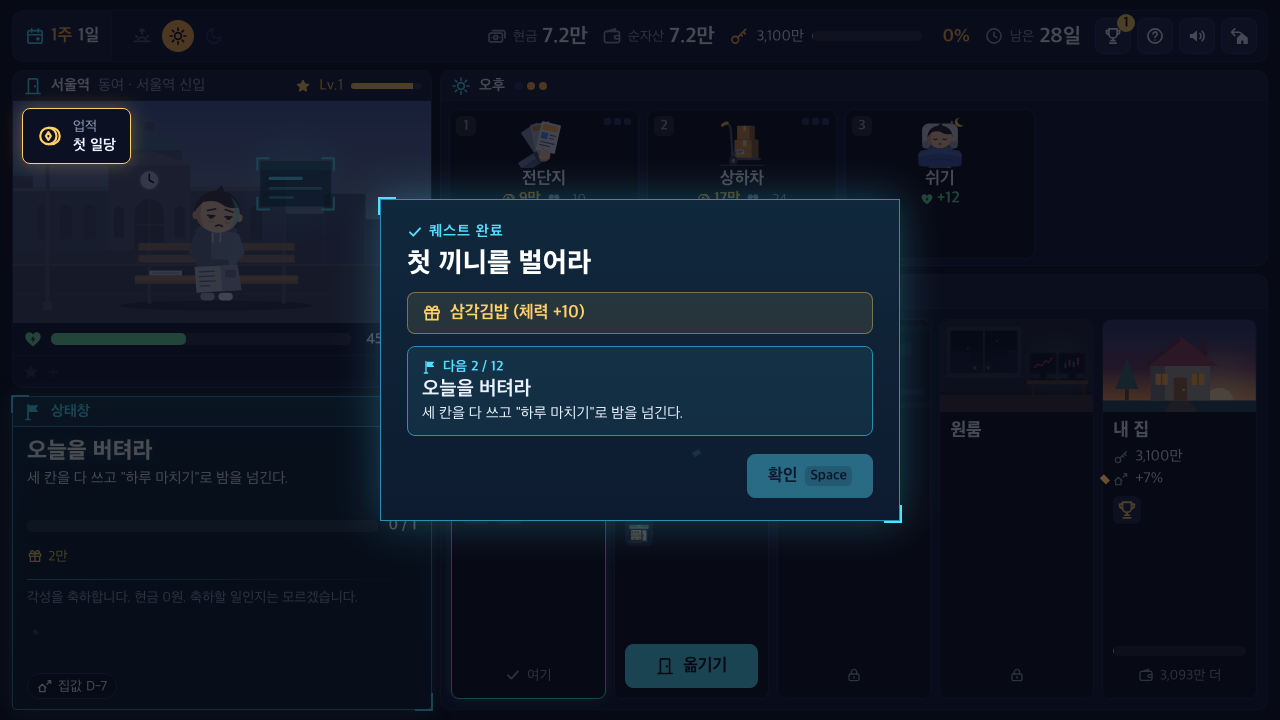 1주 1일
현금 7.2만
순자산 7.2만
3,100만
0%
남은 28일
1
서울역 동여 · 서울역 신입
Lv.1
오후
업적
첫 일당
1
전단지
2
상하차
3
쉬기
+12
퀘스트 완료
첫 끼니를 벌어라
삼각김밥 (체력 +10)
다음 2 / 12
오늘을 버텨라
세 칸을 다 쓰고 "하루 마치기"로 밤을 넘긴다.
확인 Space
상태창
오늘을 버텨라
세 칸을 다 쓰고 "하루 마치기"로 밤을 넘긴다.
0 / 1
2만
각성을 축하합니다. 현금 0원. 축하할 일인지는 모르겠습니다.
집값 D-7
여기
옮기기
원룸
내 집
3,100만
+7%
3,093만 더